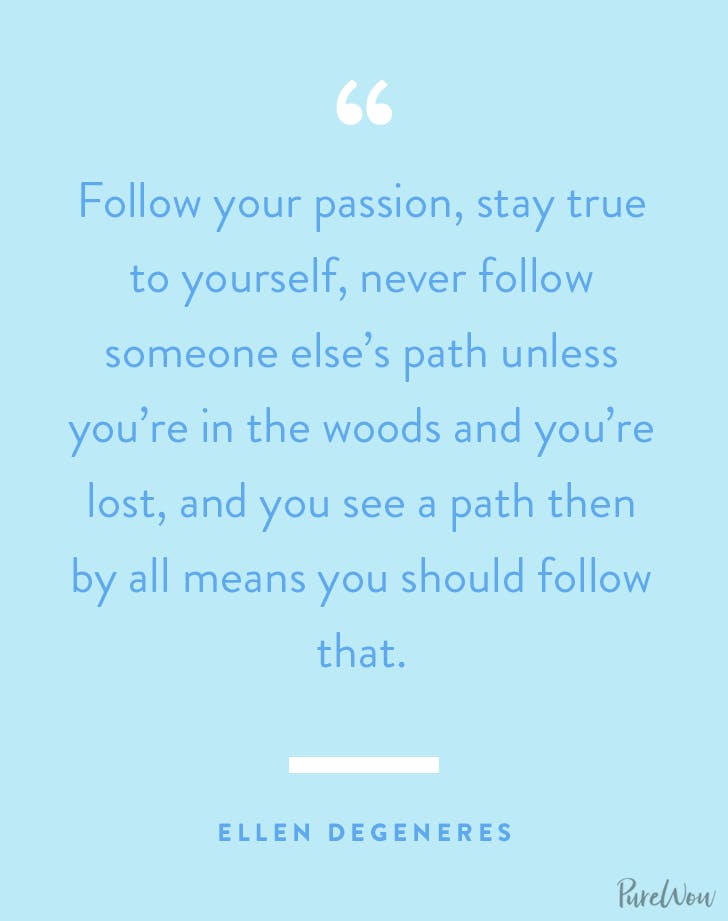 “
Follow your passion, stay true
to yourself, never follow
someone else’s path unless
you’re in the woods and you’re
lost, and you see a path then
by all means you should follow
that.
ELLEN DEGENERES
PureWow